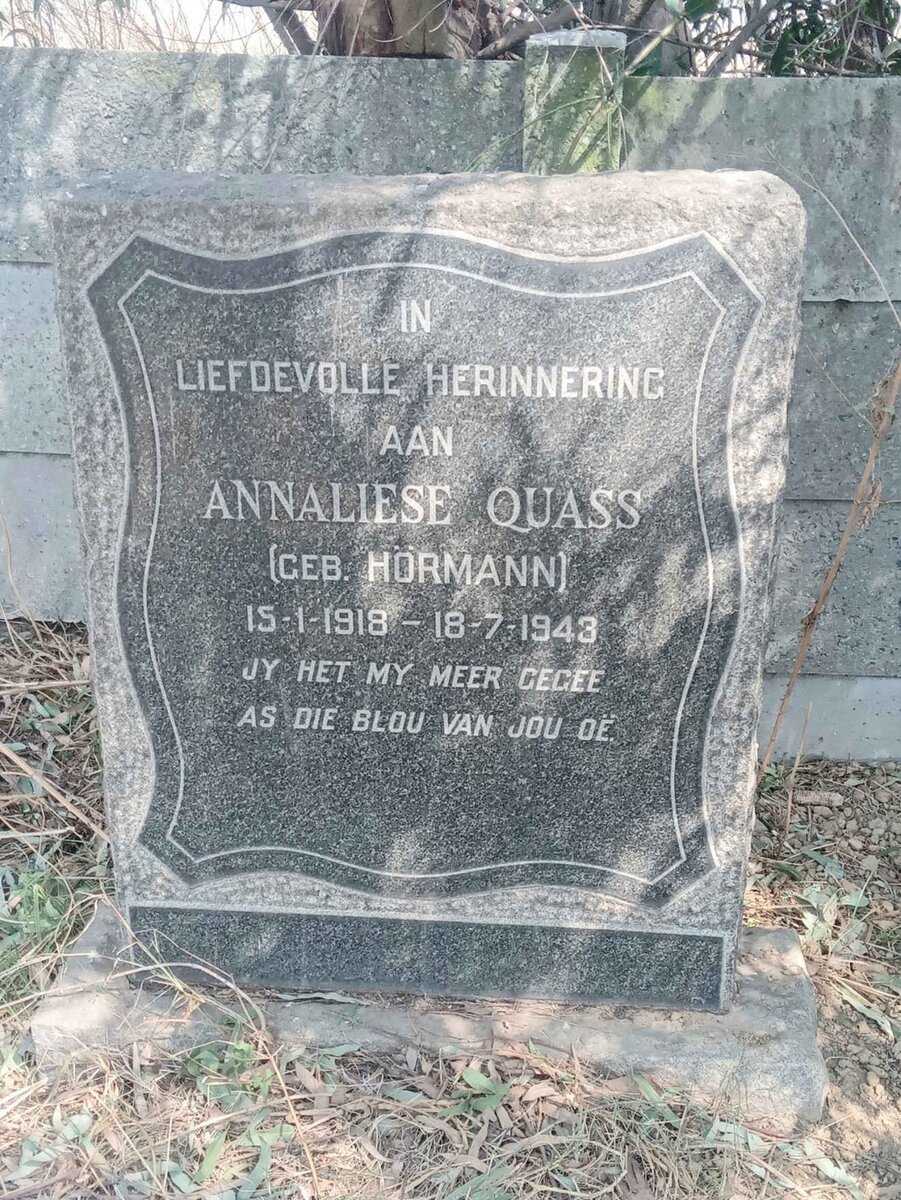 IN
LIEFDEVOLLE HERINNERING
AAN
ANNALIESE QUASS
(GEB. HÖRMANN)
15-1-1918 – 18-7-1943
JY HET MY MEER GEGEE
AS DIE BLOU VAN JOU OË.